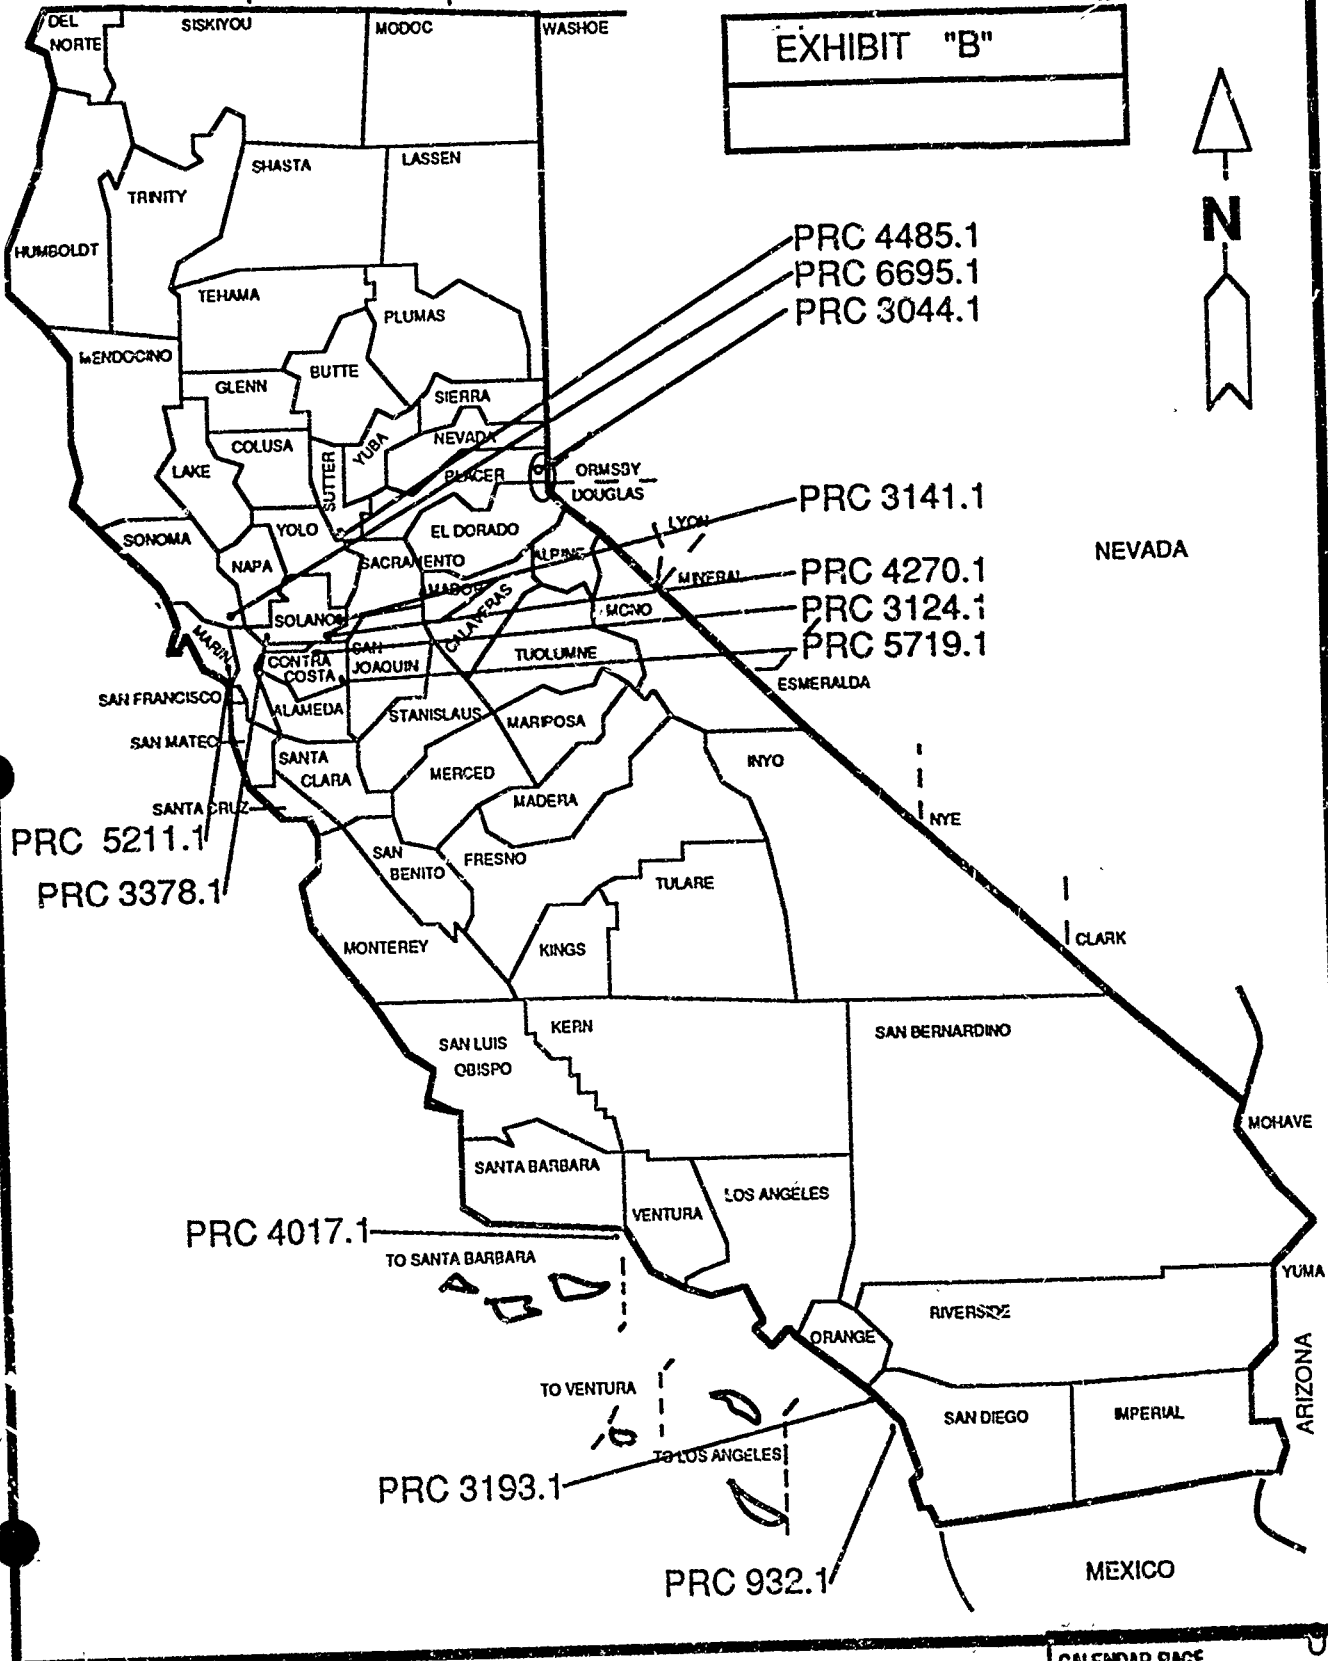 DEL
NORTE
SISKIYOU
MODOC
WASHOE
EXHIBIT "B"
SHASTA
LASSEN
TRINITY
N
HUMBOLDT
PRC 4485.1
PRC 6695.1
PRC 3044.1
TEHAMA
PLUMAS
MENDOCINO
GLENN
BUTTE
SIERRA
COLUSA
YUBA
NEVADA
LAKE
SUTTER
PLACER
ORMSBY
DOUGLAS
PRC 3141.1
YOLO
EL DORADO
LYON
SONOMA
NAPA
SACRAMENTO
ALPINE
NEVADA
AMADOR
MINERAL
PRC 4270.1
SOLANO
CALAVERAS
MONO
PRC 3124.1
MARIN
SAN
JOAQUIN
TUOLUMNE
PRC 5719.1
CONTRA
COSTA
ESMERALDA
SAN FRANCISCO
ALAMEDA
STANISLAUS
MARIPOSA
SAN MATEO
SANTA
CLARA
MERCED
INYO
MADERA
SANTA CRUZ
NYE
PRC 5211.1
SAN
BENITO
FRESNO
PRC 3378.1
TULARE
MONTEREY
KINGS
CLARK
KERN
SAN BERNARDINO
SAN LUIS
OBISPO
MOHAVE
SANTA BARBARA
LOS ANGELES
VENTURA
PRC 4017.1
TO SANTA BARBARA
YUMA
RIVERSIDE
ORANGE
ARIZONA
TO VENTURA
SAN DIEGO
IMPERIAL
TO LOS ANGELES
PRC 3193.1
PRC 932.1
MEXICO
CALENDAR PAGE